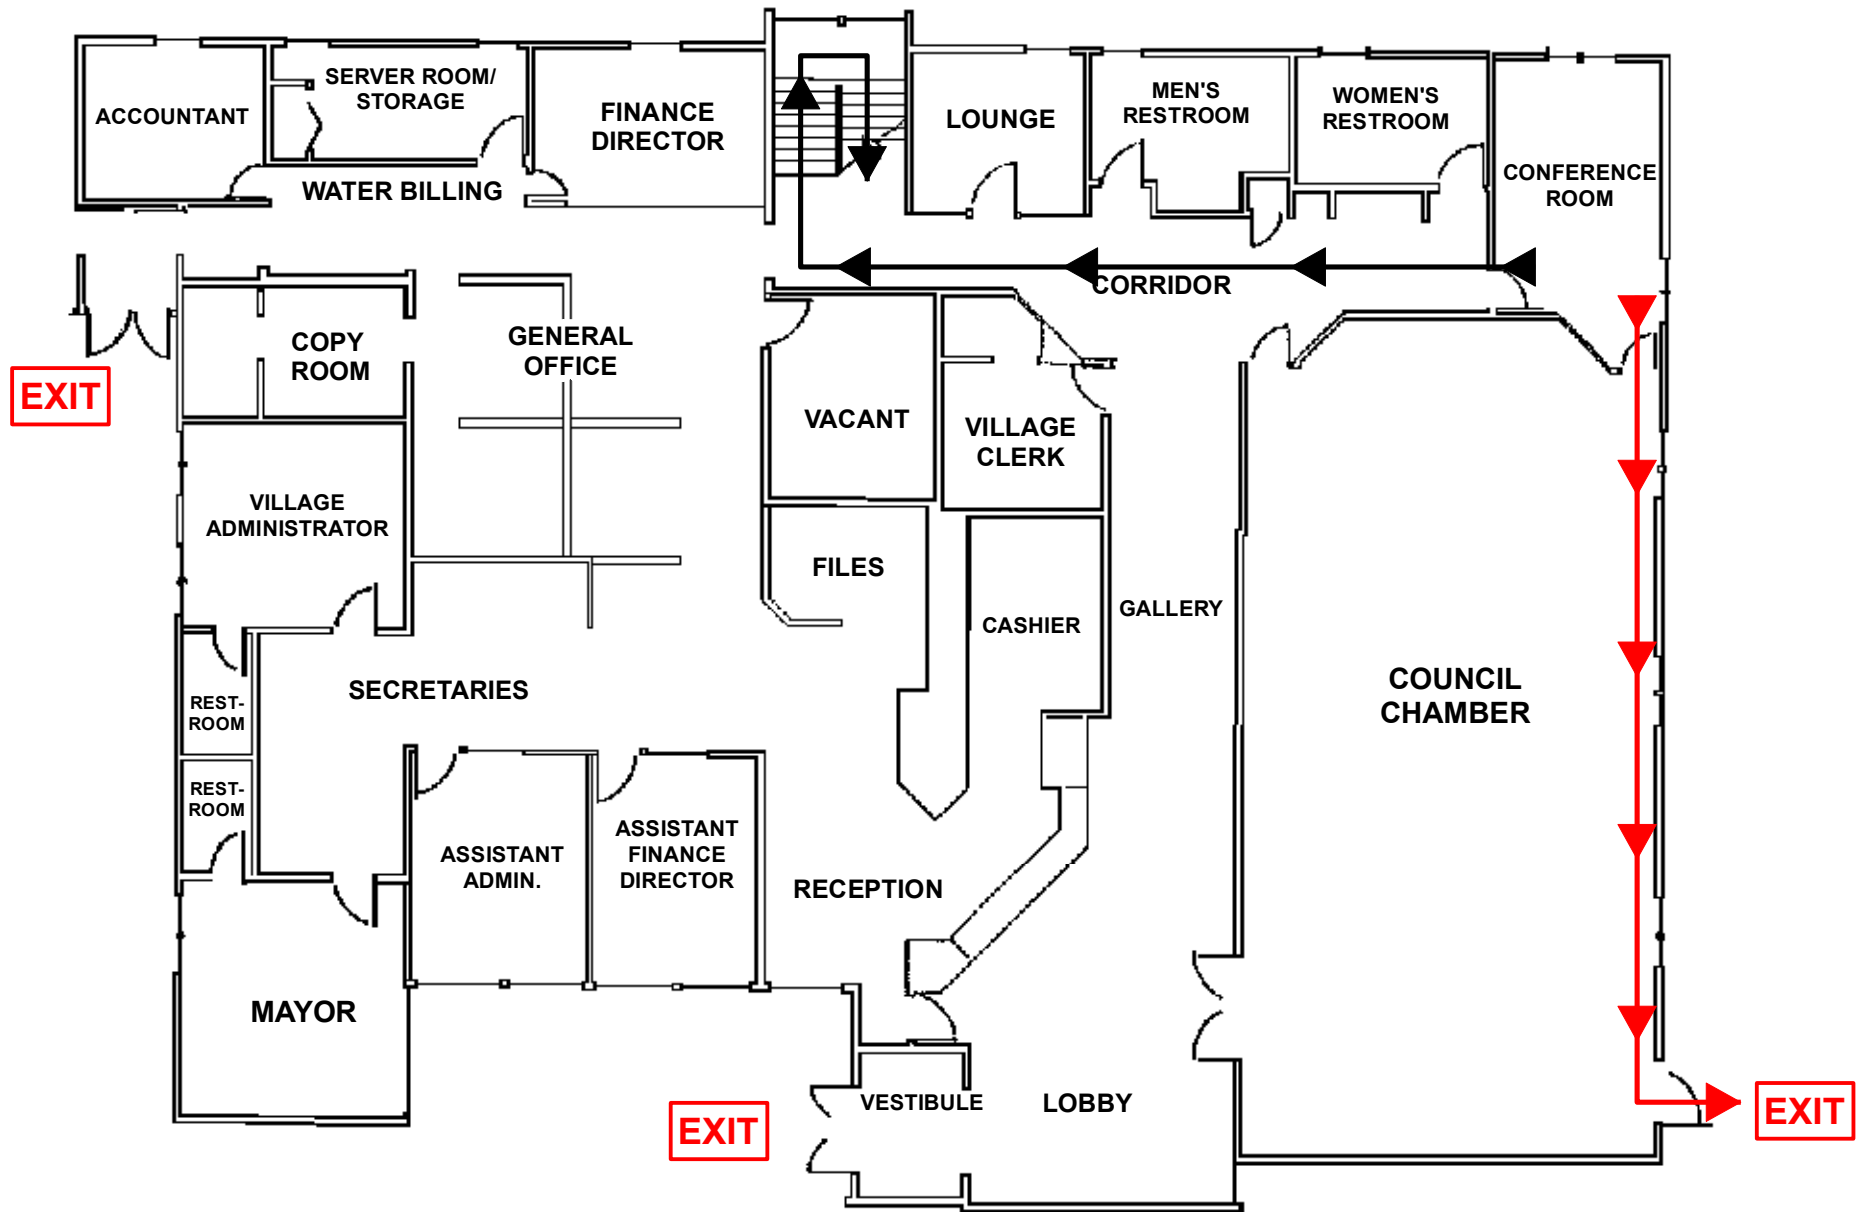 ACCOUNTANT
SERVER ROOM/
STORAGE
FINANCE
DIRECTOR
LOUNGE
MEN'S
RESTROOM
WOMEN'S
RESTROOM
CONFERENCE
ROOM
WATER BILLING
CORRIDOR
COPY
ROOM
GENERAL
OFFICE
EXIT
VACANT
VILLAGE
CLERK
VILLAGE
ADMINISTRATOR
FILES
CASHIER
GALLERY
SECRETARIES
COUNCIL
CHAMBER
REST-
ROOM
REST-
ROOM
ASSISTANT
ADMIN.
ASSISTANT
FINANCE
DIRECTOR
RECEPTION
MAYOR
EXIT
VESTIBULE
LOBBY
EXIT